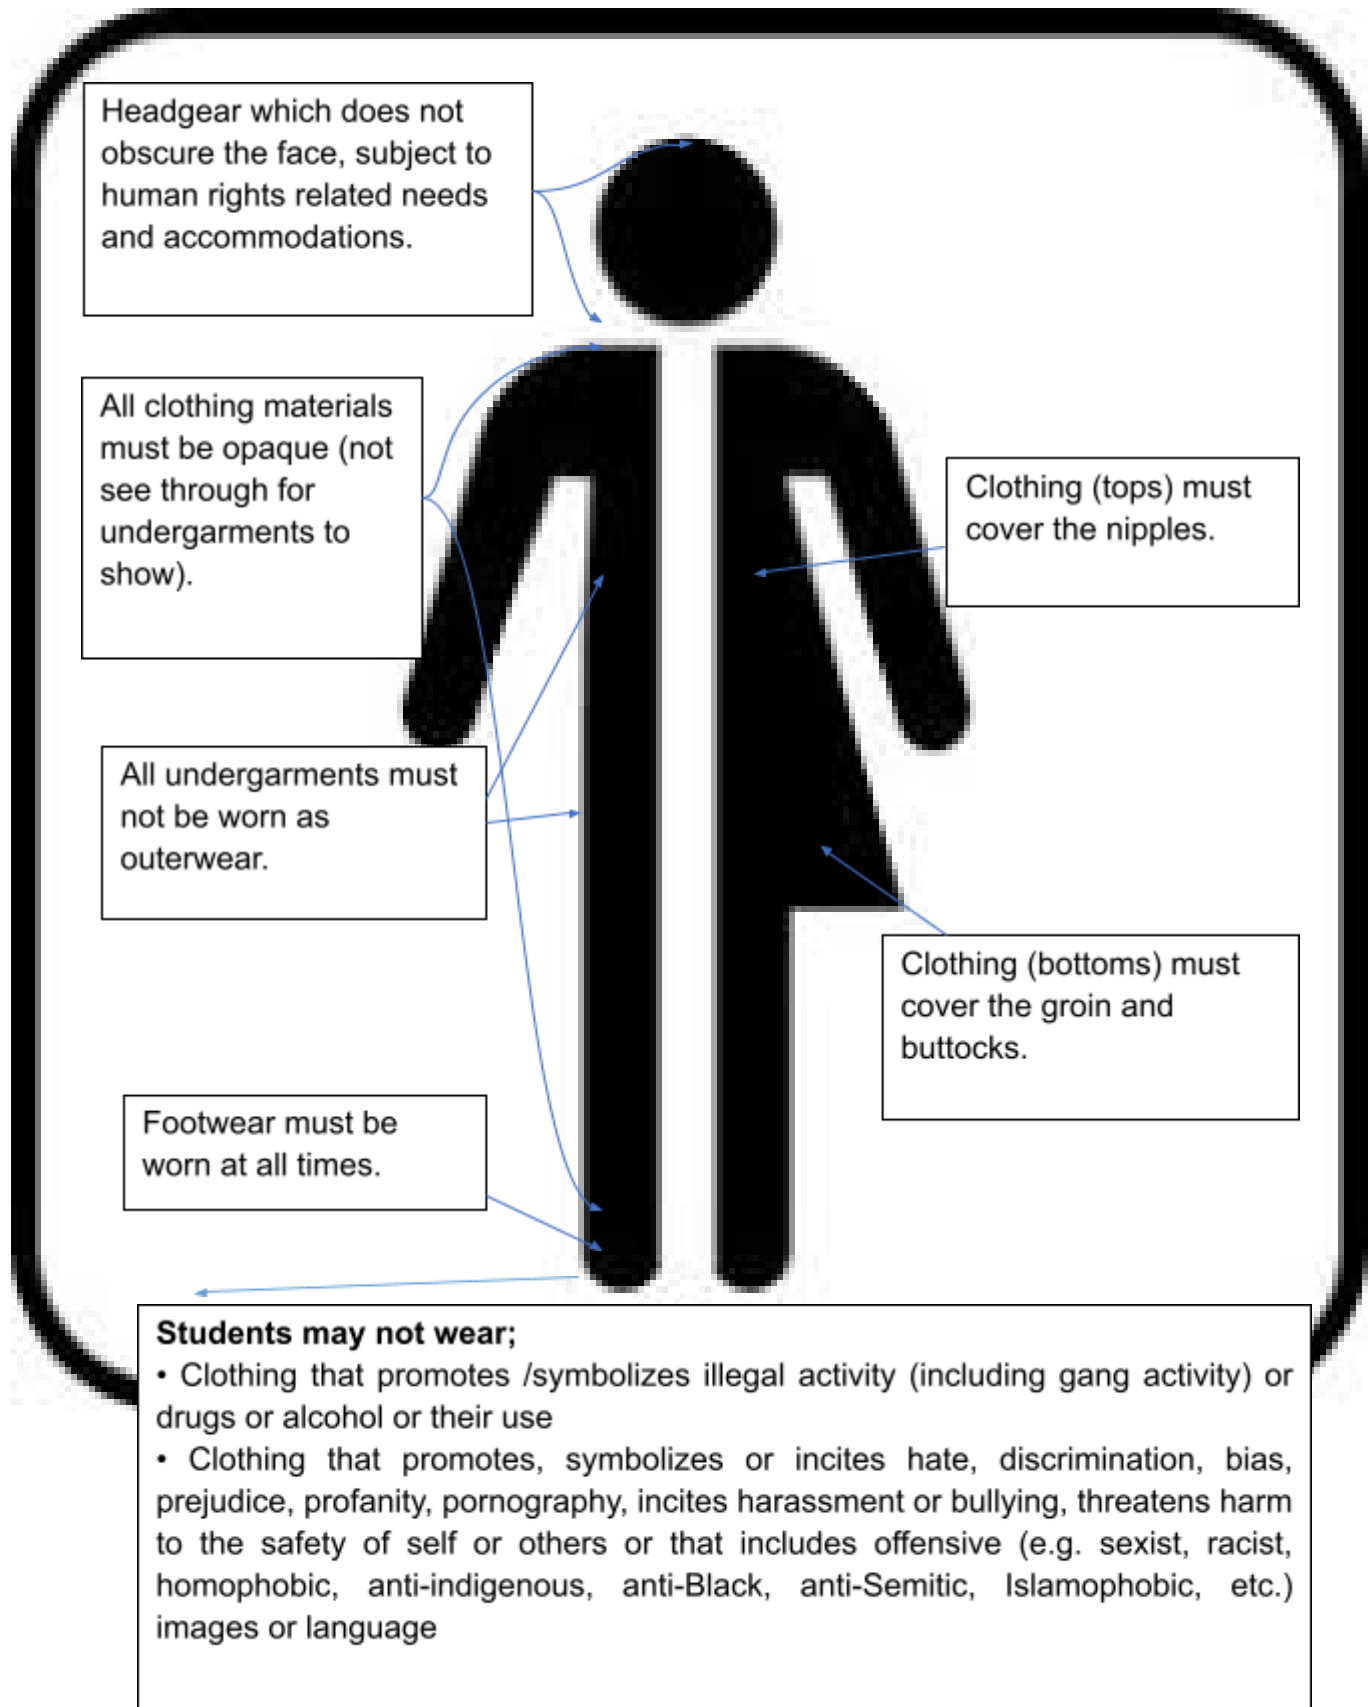 Headgear which does not
obscure the face, subject to
human rights related needs
and accommodations.
All clothing materials
must be opaque (not
see through for
undergarments to
show).
Clothing (tops) must
cover the nipples.
All undergarments must
not be worn as
outerwear.
Clothing (bottoms) must
cover the groin and
buttocks.
Footwear must be
worn at all times.
Students may not wear;
• Clothing that promotes /symbolizes illegal activity (including gang activity) or
drugs or alcohol or their use
• Clothing that promotes, symbolizes or incites hate, discrimination, bias,
prejudice, profanity, pornography, incites harassment or bullying, threatens harm
to the safety of self or others or that includes offensive (e.g. sexist, racist,
homophobic, anti-indigenous, anti-Black, anti-Semitic, Islamophobic, etc.)
images or language